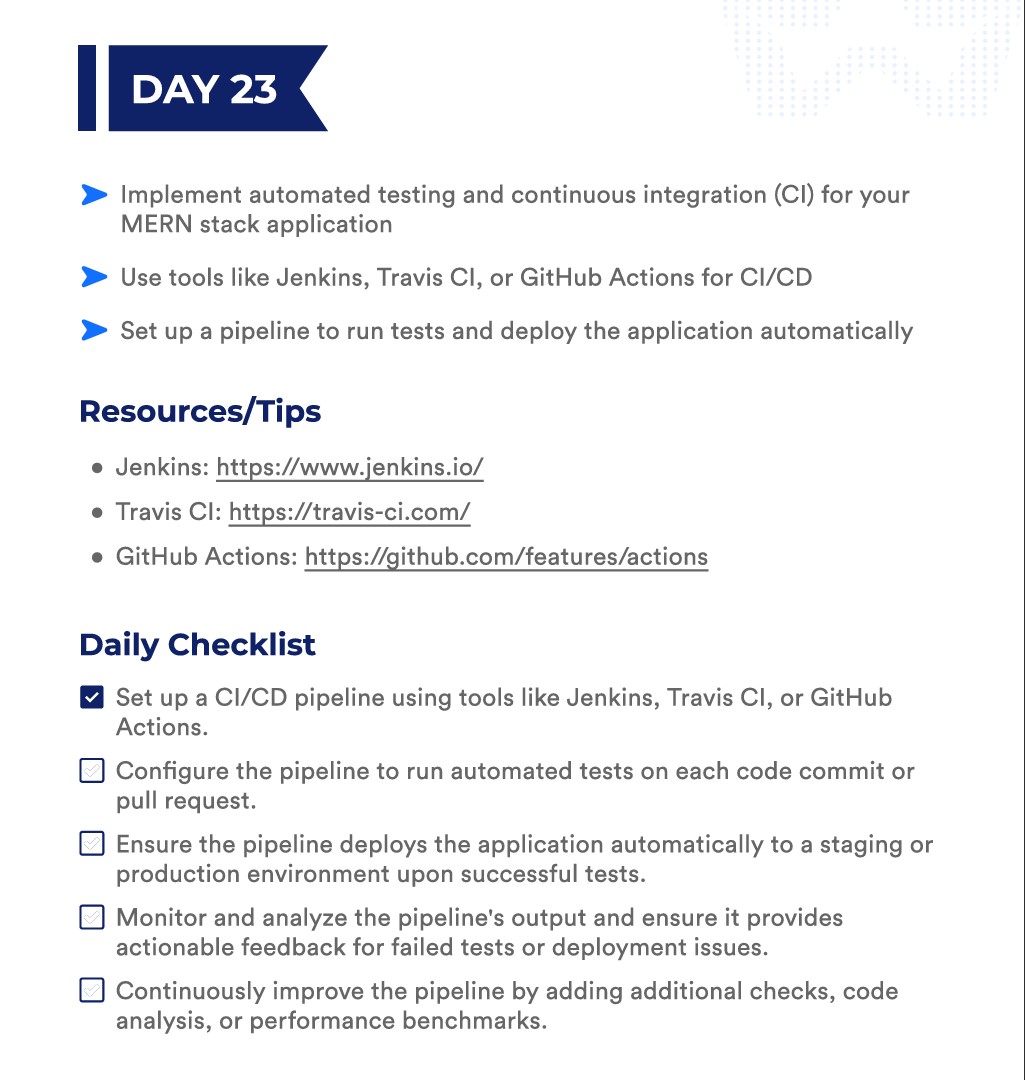 DAY 23
Implement automated testing and continuous integration (CI) for your
MERN stack application
Use tools like Jenkins, Travis CI, or GitHub Actions for CI/CD
Set up a pipeline to run tests and deploy the application automatically
Resources/Tips
• Jenkins: https://www.jenkins.io/
• Travis CI: https://travis-ci.com/
• GitHub Actions: https://github.com/features/actions
Daily Checklist
Set up a CI/CD pipeline using tools like Jenkins, Travis CI, or GitHub
Actions.
Configure the pipeline to run automated tests on each code commit or
pull request.
Ensure the pipeline deploys the application automatically to a staging or
production environment upon successful tests.
Monitor and analyze the pipeline's output and ensure it provides
actionable feedback for failed tests or deployment issues.
Continuously improve the pipeline by adding additional checks, code
analysis, or performance benchmarks.